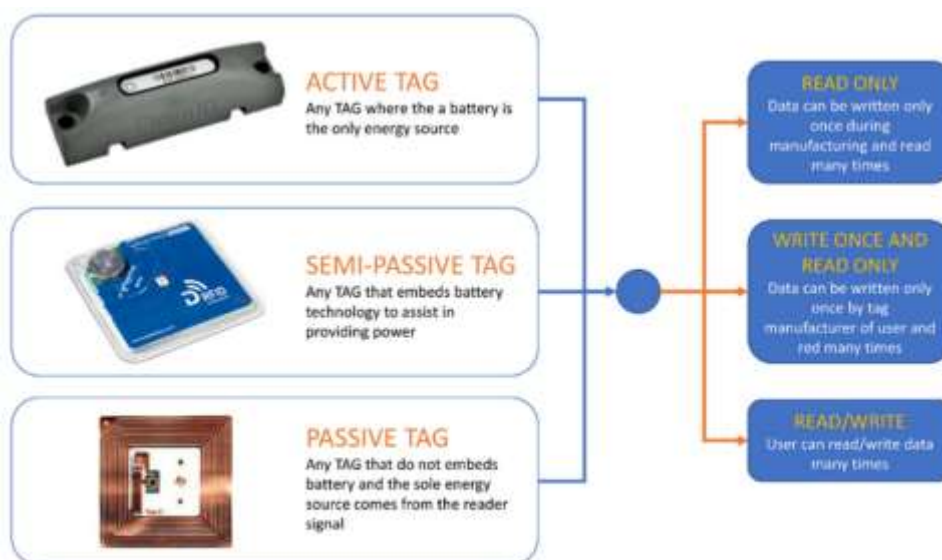 ACTIVE TAG
Any TAG where the a battery is
the only energy source
SEMI-PASSIVE TAG
Any TAG that embeds battery
technology to assist in
providing power
RFID
PASSIVE TAG
Any TAG that do not embeds
battery and the sole energy
source comes from the reader
signal
READ ONLY
Data can be written only
once during
manufacturing and read
many times
WRITE ONCE AND
READ ONLY
Data can be written only
once by tag
manufacturer of user and
red many times
READ/WRITE
User can read/write data
many times